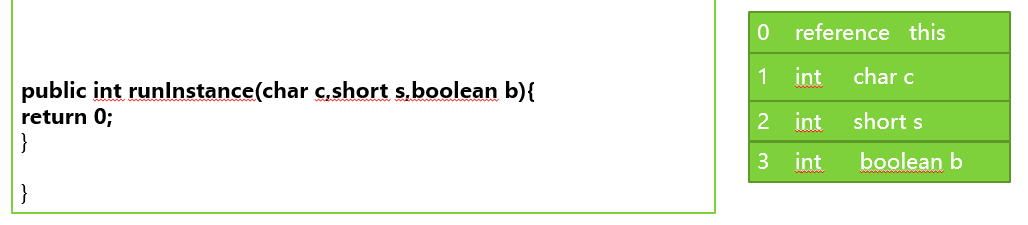 public int runInstance(char c,short s,boolean b){
return 0;
}
}
0 reference this
1 int char c
2 int short s
3 int boolean b